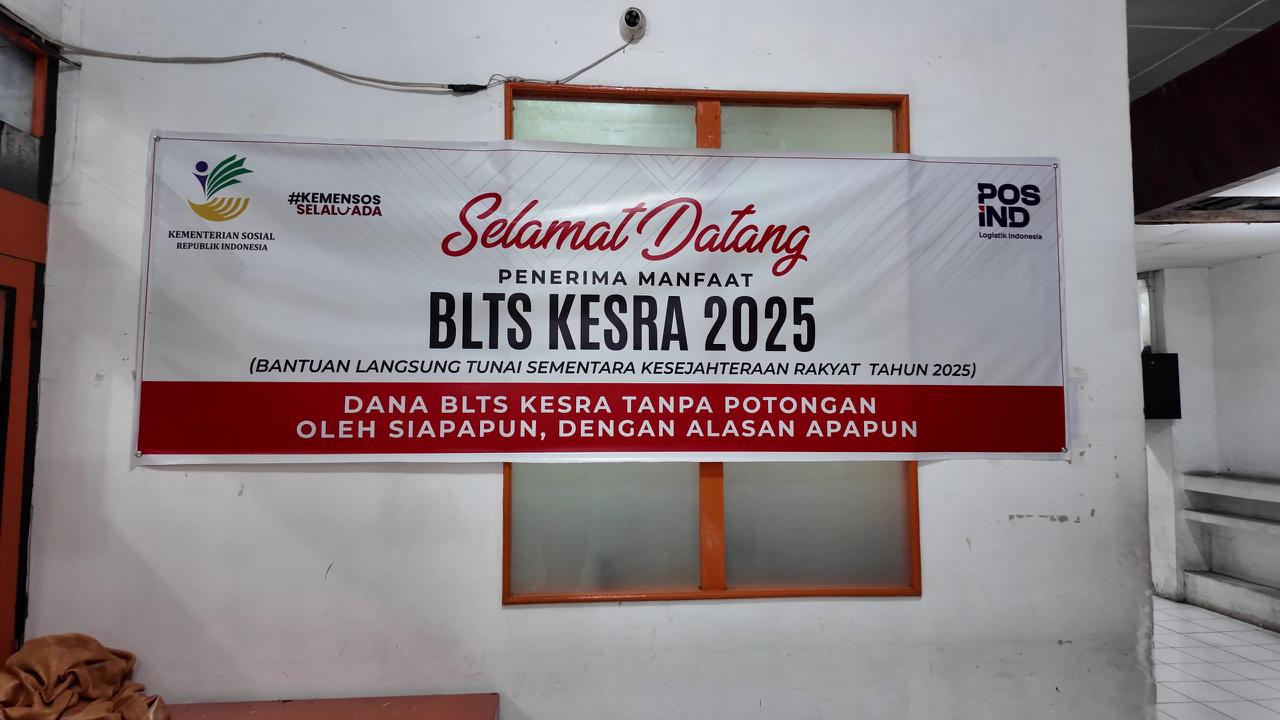 KEMENTERIAN SOSIAL
REPUBLIK INDONESIA
#KEMENSOS
SELALUADA
POS
IND
Logistik Indonesia
Selamat Datang
PENERIMA MANFAAT
BLTS KESRA 2025
(BANTUAN LANGSUNG TUNAI SEMENTARA KESEJAHTERAAN RAKYAT TAHUN 2025)
DANA BLTS KESRA TANPA POTONGAN
OLEH SIAPAPUN, DENGAN ALASAN APAPUN